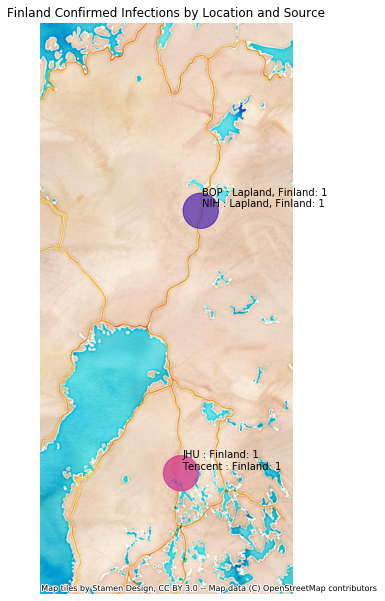 Finland Confirmed Infections by Location and Source
BOP : Lapland, Finland: 1
NIH : Lapland, Finland: 1
JHU : Finland: 1
Tencent : Finland: 1
Map tiles by Stamen Design, CC BY 3.0 -- Map data (C) OpenStreetMap contributors